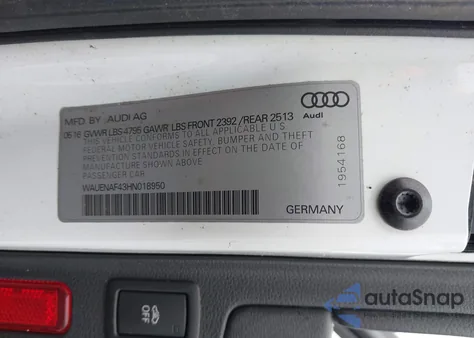 MFD BY AUDI AG
05.16 GVWR LBS 4795 GAWR LBS FRONT 2392 /REAR 2513
THIS VEHICLE CONFORMS TO ALL APPLICABLE U.S.
FEDERAL MOTOR VEHICLE SAFETY, BUMPER AND THEFT
PREVENTION STANDARDS IN EFFECT ON THE DATE OF
MANUFACTURE SHOWN ABOVE.
PASSENGER CAR
WAUENAF43HN018950
GERMANY
Audi
1954168
OFF
autoSnap